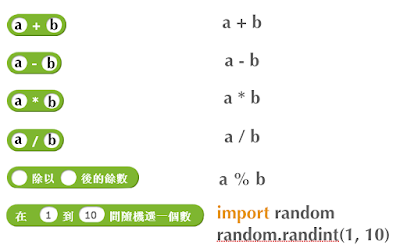 a + b a + b
a - b a - b
a * b a * b
a / b a / b
除以 後的餘數 a % b
在 1 到 10 間隨機選一個數 import random
random.randint(1, 10)